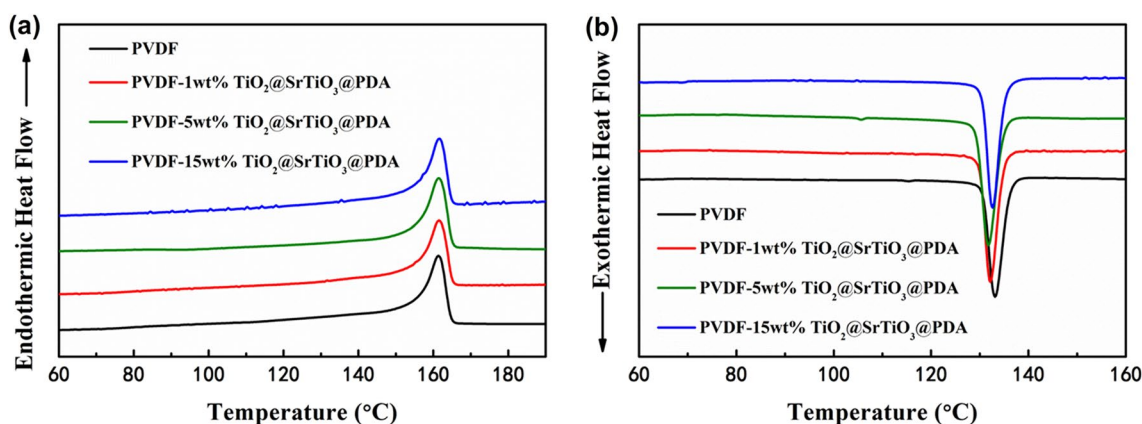 (a)
Endothermic Heat Flow
PVDF
PVDF-1wt% TiO₂@SrTiO₃@PDA
PVDF-5wt% TiO₂@SrTiO₃@PDA
PVDF-15wt% TiO₂@SrTiO₃@PDA
60 80 100 120 140 160 180
Temperature (°C)
(b)
Exothermic Heat Flow
PVDF
PVDF-1wt% TiO₂@SrTiO₃@PDA
PVDF-5wt% TiO₂@SrTiO₃@PDA
PVDF-15wt% TiO₂@SrTiO₃@PDA
60 80 100 120 140 160
Temperature (°C)